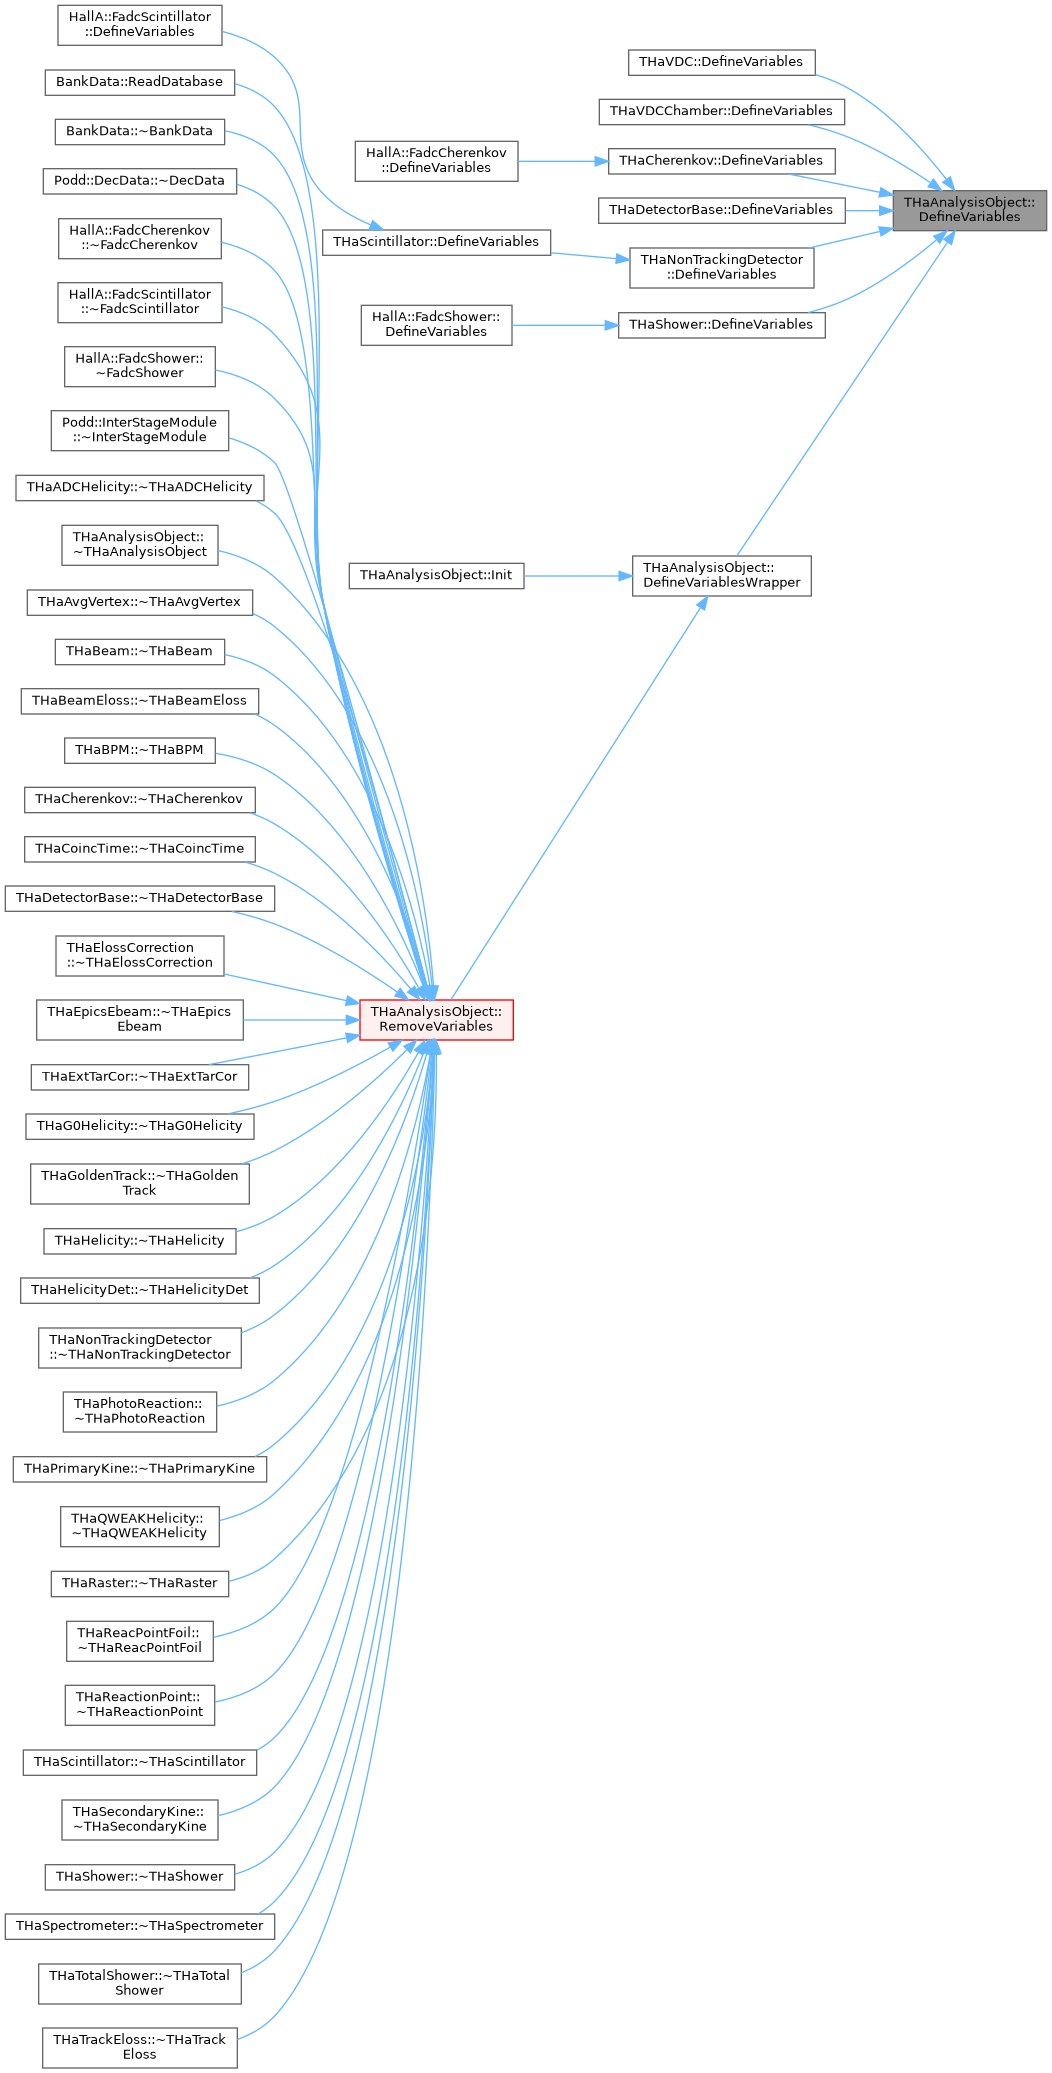 HallA::FadcScintillator
::DefineVariables
BankData::ReadDatabase
BankData::~BankData
Podd::DecData::~DecData
HallA::FadcCherenkov
::~FadcCherenkov
HallA::FadcScintillator
::~FadcScintillator
HallA::FadcShower::
~FadcShower
Podd::InterStageModule
::~InterStageModule
THaADCHelicity::~THaADCHelicity
THaAnalysisObject::
~THaAnalysisObject
THaAvgVertex::~THaAvgVertex
THaBeam::~THaBeam
THaBeamEloss::~THaBeamEloss
THaBPM::~THaBPM
THaCherenkov::~THaCherenkov
THaCoincTime::~THaCoincTime
THaDetectorBase::~THaDetectorBase
THaElossCorrection
::~THaElossCorrection
THaEpicsEbeam::~THaEpics
Ebeam
THaExtTarCor::~THaExtTarCor
THaG0Helicity::~THaG0Helicity
THaGoldenTrack::~THaGolden
Track
THaHelicity::~THaHelicity
THaHelicityDet::~THaHelicityDet
THaNonTrackingDetector
::~THaNonTrackingDetector
THaPhotoReaction::
~THaPhotoReaction
THaPrimaryKine::~THaPrimaryKine
THaQWEAKHelicity::
~THaQWEAKHelicity
THaRaster::~THaRaster
THaReacPointFoil::
~THaReacPointFoil
THaReactionPoint::
~THaReactionPoint
THaScintillator::~THaScintillator
THaSecondaryKine::
~THaSecondaryKine
THaShower::~THaShower
THaSpectrometer::~THaSpectrometer
THaTotalShower::~THaTotal
Shower
THaTrackEloss::~THaTrack
Eloss
HallA::FadcCherenkov
::DefineVariables
THaScintillator::DefineVariables
HallA::FadcShower::
DefineVariables
THaAnalysisObject::Init
THaAnalysisObject::
RemoveVariables
THaVDC::DefineVariables
THaVDCChamber::DefineVariables
THaCherenkov::DefineVariables
THaDetectorBase::DefineVariables
THaNonTrackingDetector
::DefineVariables
THaShower::DefineVariables
THaAnalysisObject::
DefineVariablesWrapper
THaAnalysisObject::
DefineVariables